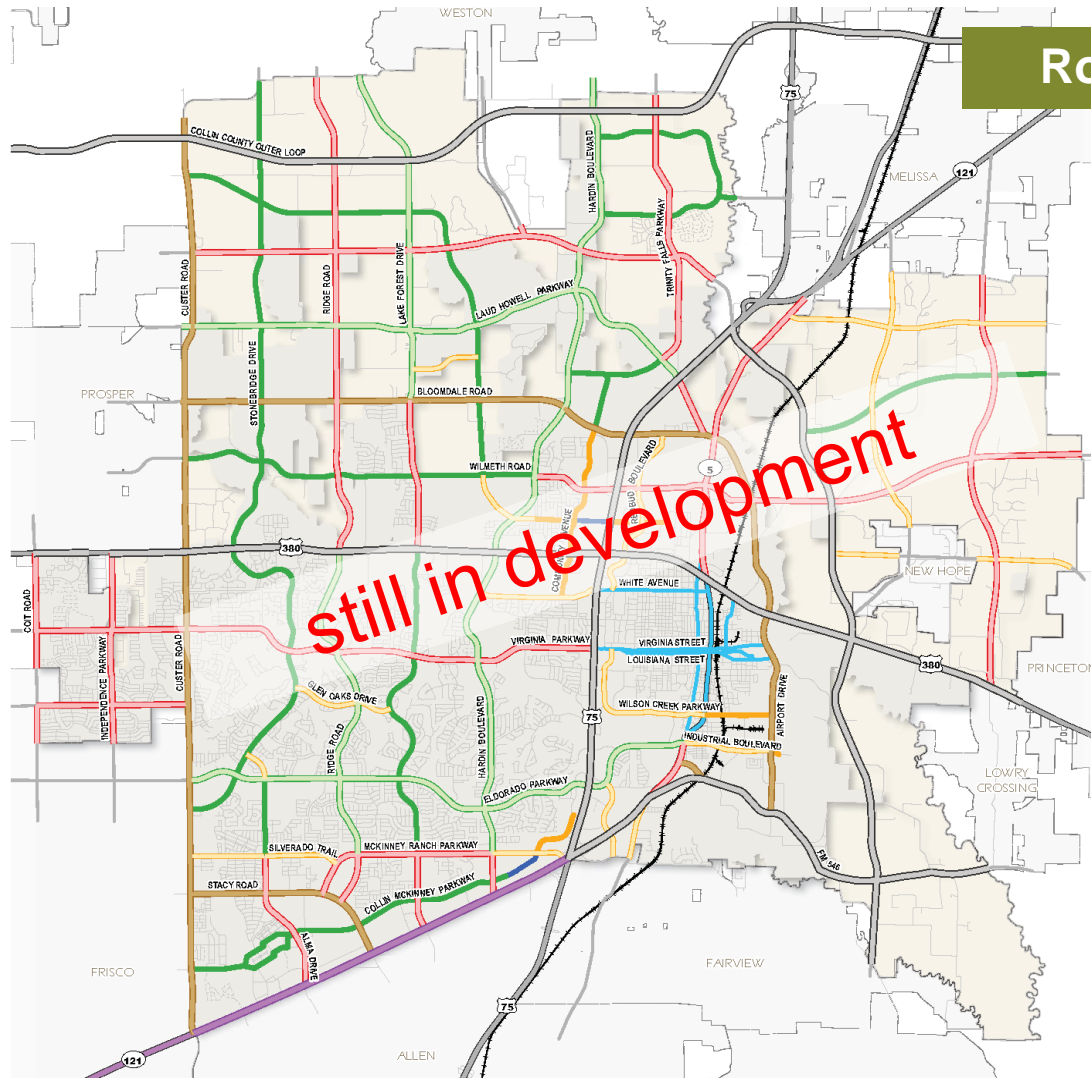 WESTON
Ro
75
COLLIN COUNTY OUTER LOOP
HARDIN BOULEVARD
MELISSA
121
TRINITY FALLS PARKWAY
CUSTER ROAD
RIDGE ROAD
LAKE FOREST DRIVE
LAUD HOWELL PARKWAY
STONEBRIDGE DRIVE
PROSPER
BLOOMDALE ROAD
WILMETH ROAD
BOULEVARD
5
still in development
380
NEW HOPE
COIT ROAD
INDEPENDENCE PARKWAY
CUSTER ROAD
WHITE AVENUE
VIRGINIA PARKWAY
VIRGINIA STREET
LOUISIANA STREET
380
PRINCETON
GLEN OAKS DRIVE
RIDGE ROAD
HARDIN BOULEVARD
75
WILSON CREEK PARKWAY
AIRPORT DRIVE
INDUSTRIAL BOULEVARD
ELDORADO PARKWAY
LOWRY
CROSSING
SILVERADO TRAIL
MCKINNEY RANCH PARKWAY
FM 546
STACY ROAD
COLLIN MCKINNEY PARKWAY
ALMA DRIVE
FRISCO
FAIRVIEW
75
121
ALLEN